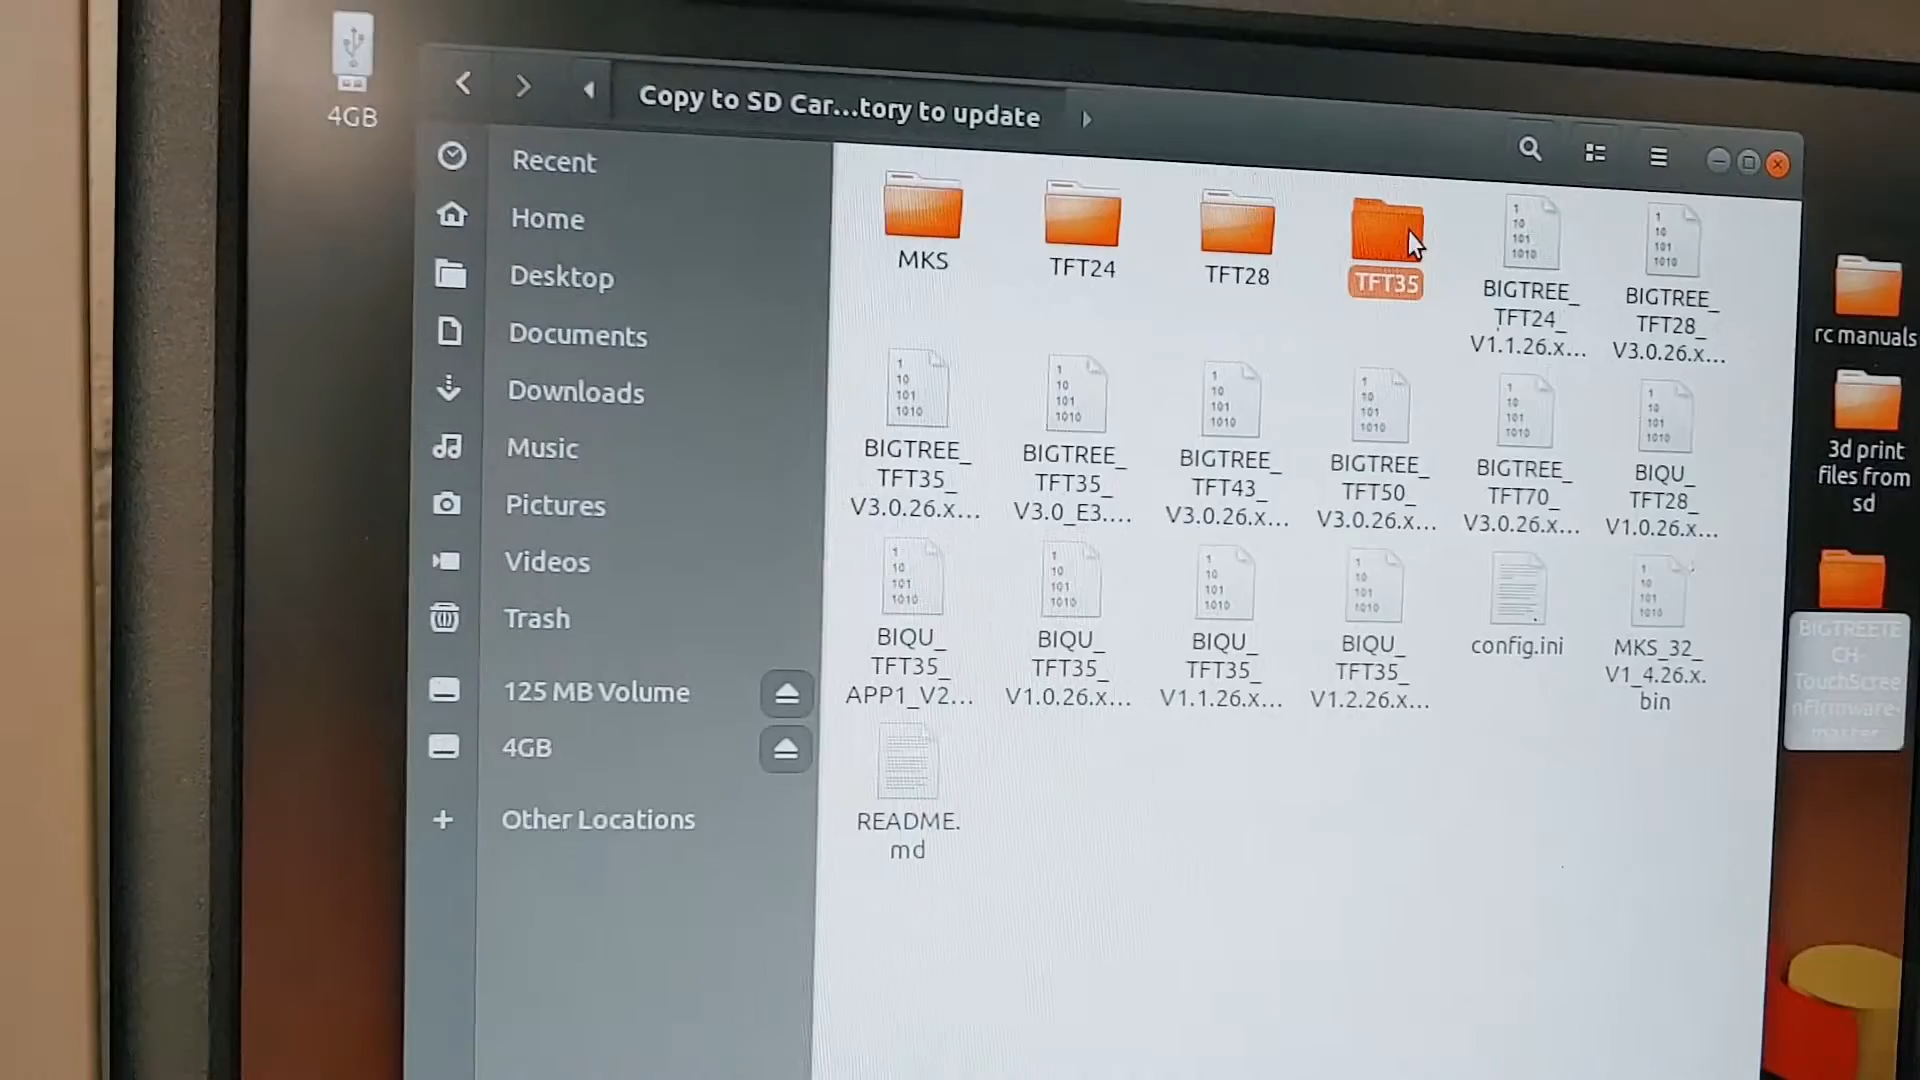 4GB
Copy to SD Car...tory to update
Recent
Home
Desktop
Documents
Downloads
Music
Pictures
Videos
Trash
125 MB Volume
4GB
Other Locations
MKS
TFT24
TFT28
TFT35
BIGTREE_
TFT24_
V1.1.26.x...
BIGTREE_
TFT28_
V3.0.26.x...
BIGTREE_
TFT35_
V3.0.26.x...
BIGTREE_
TFT35_
V3.0_E3....
BIGTREE_
TFT43_
V3.0.26.x...
BIGTREE_
TFT50_
V3.0.26.x...
BIGTREE_
TFT70_
V3.0.26.x...
BIQU_
TFT28_
V1.0.26.x...
BIQU_
TFT35_
APP1_V2...
BIQU_
TFT35_
V1.0.26.x...
BIQU_
TFT35_
V1.1.26.x...
BIQU_
TFT35_
V1.2.26.x...
config.ini
MKS_32_
V1_4.26.x.
bin
README.
md
rc manuals
3d print
files from
sd
BIGTREETE
CH-
TouchScree
nFirmware-
master